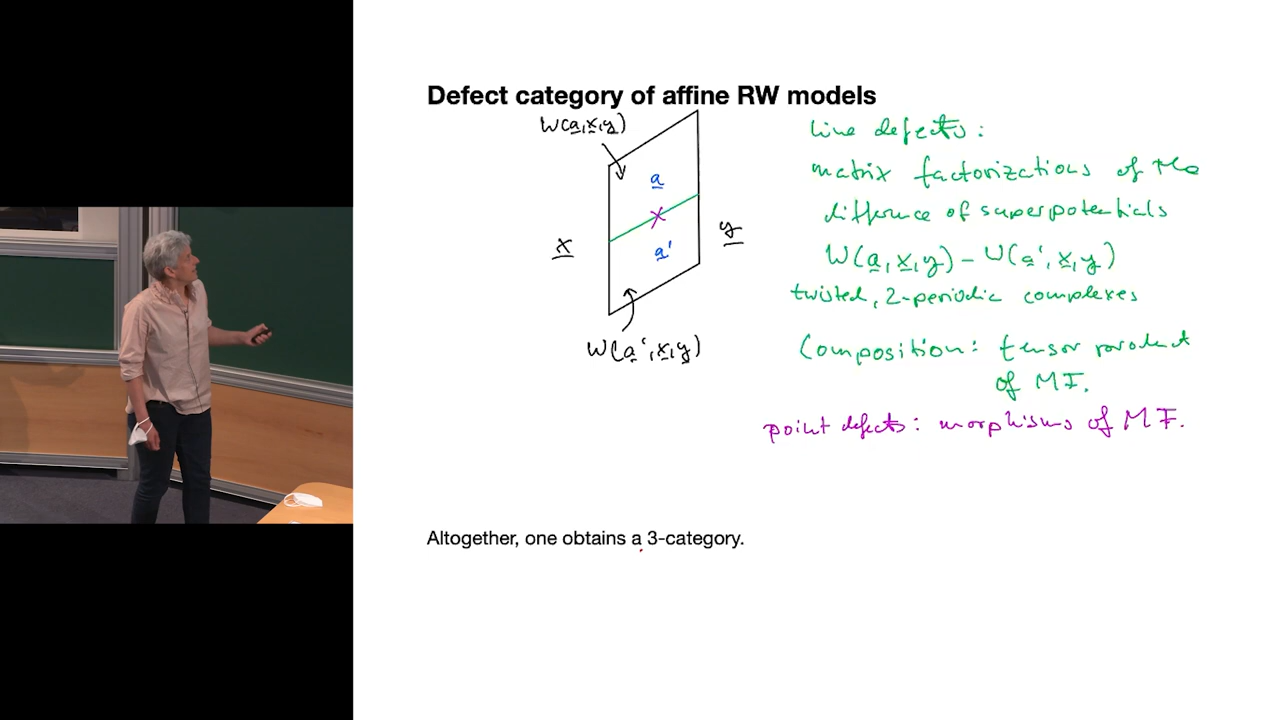 Defect category of affine RW models
W(a,x,y)
a
a'
x
y
W(a',x,y)
line defects:
matrix factorizations of the
difference of superpotentials
W(a,x,y) - W(a',x,y)
twisted, 2-periodic complexes
Composition: tensor product
of MF.
point defects: morphisms of MF.
Altogether, one obtains a 3-category.